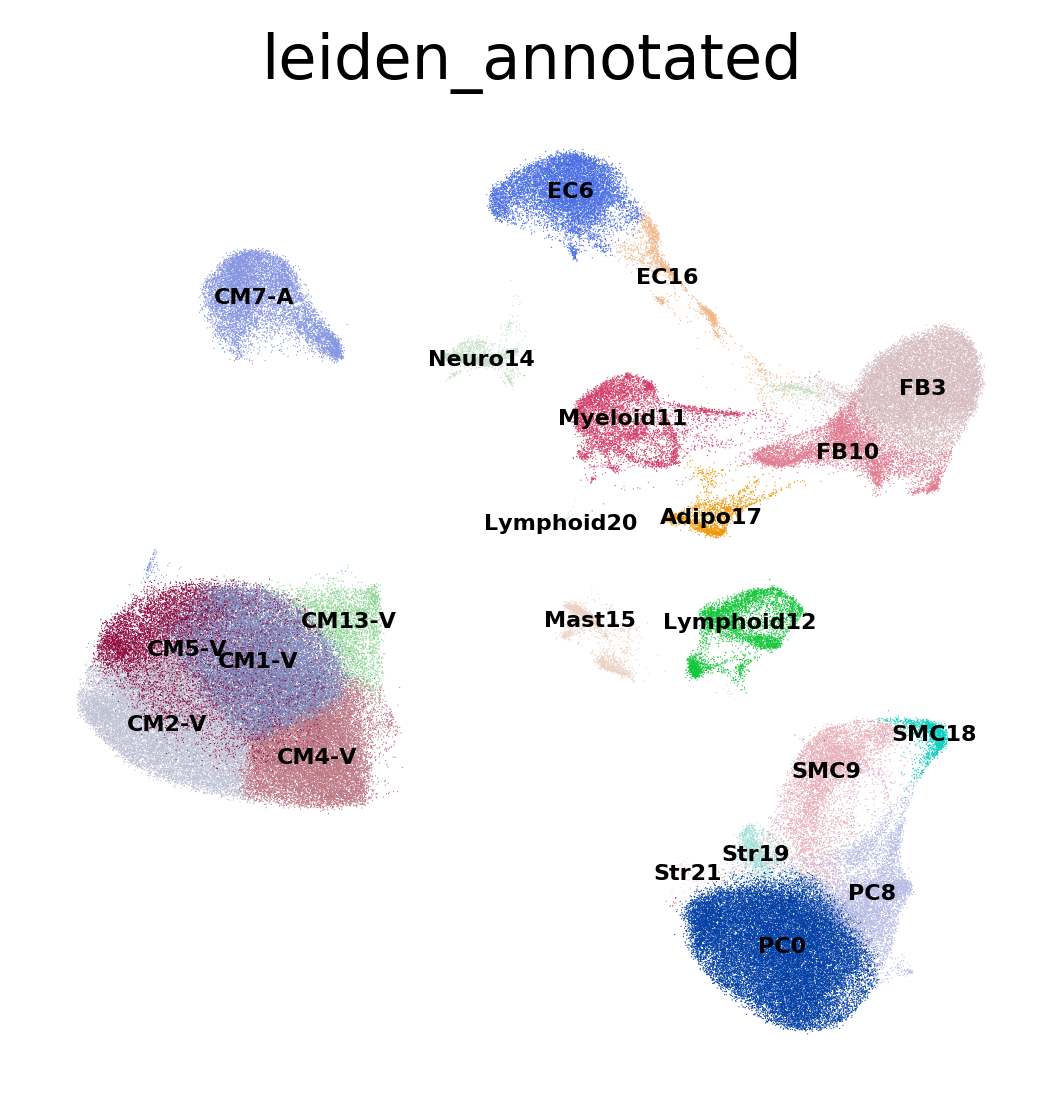 leiden_annotated
EC6
EC16
CM7-A
Neuro14
FB3
Myeloid11
FB10
Adipo17
Lymphoid20
CM13-V
Mast15
Lymphoid12
CM5-V
CM1-V
CM2-V
CM4-V
SMC18
SMC9
Str19
Str21
PC8
PC0